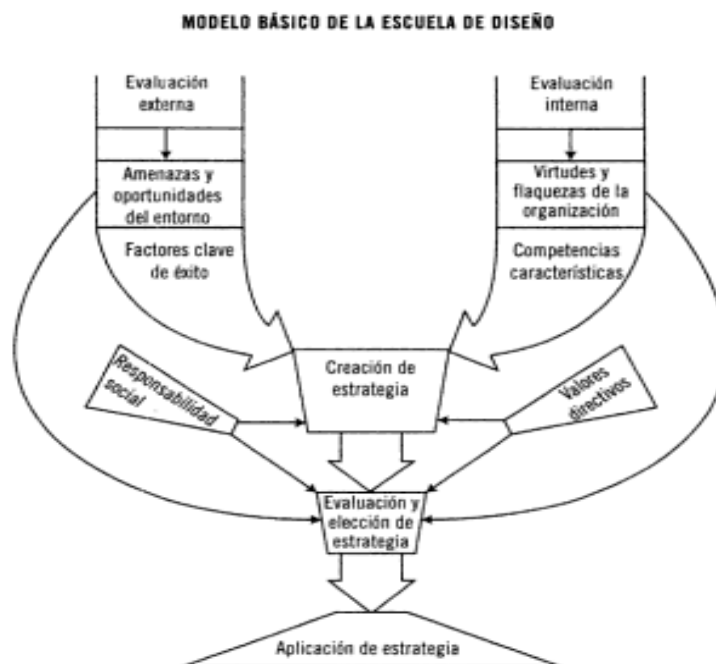 MODELO BÁSICO DE LA ESCUELA DE DISEÑO
Evaluación
externa
Evaluación
interna
Amenazas y
oportunidades
del entorno
Virtudes y
flaquezas de la
organización
Factores clave
de éxito
Competencias
características
Creación de
estrategia
Responsabilidad
social
Valores
directivos
Evaluación y
elección de
estrategia
Aplicación de estrategia